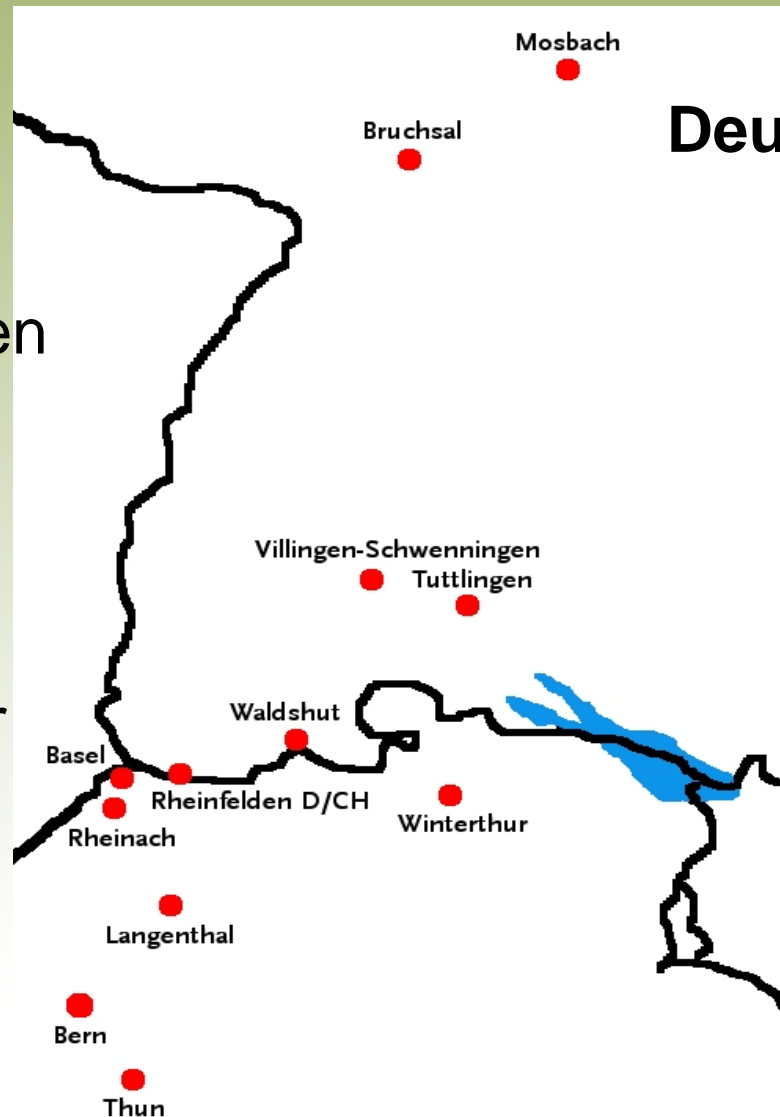 Mosbach
Deu
Bruchsal
en
Villingen-Schwenningen
Tuttlingen
Waldshut
Basel
Rheinfelden D/CH
Winterthur
Rheinach
Langenthal
Bern
Thun